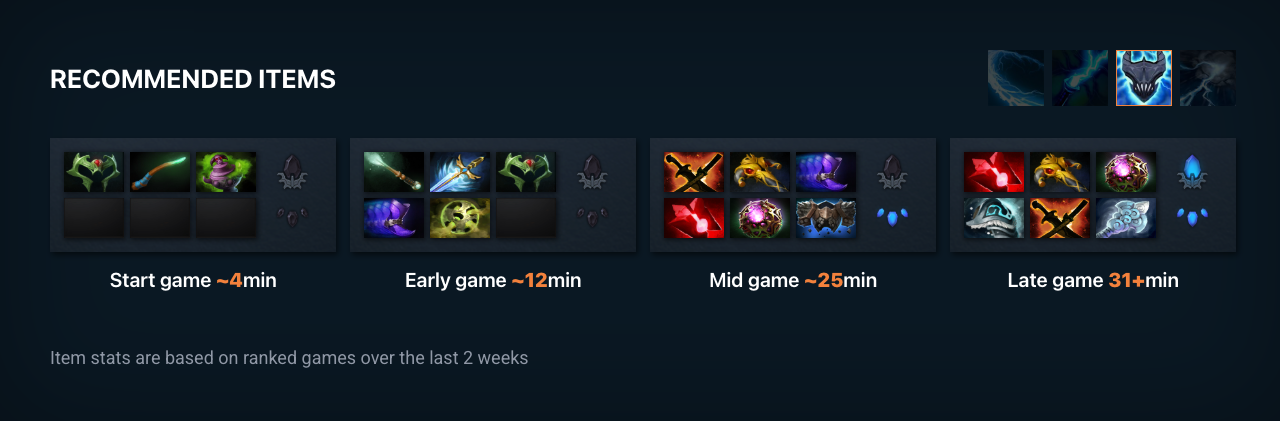 RECOMMENDED ITEMS
Start game ~4min
Early game ~12min
Mid game ~25min
Late game 31+min
Item stats are based on ranked games over the last 2 weeks